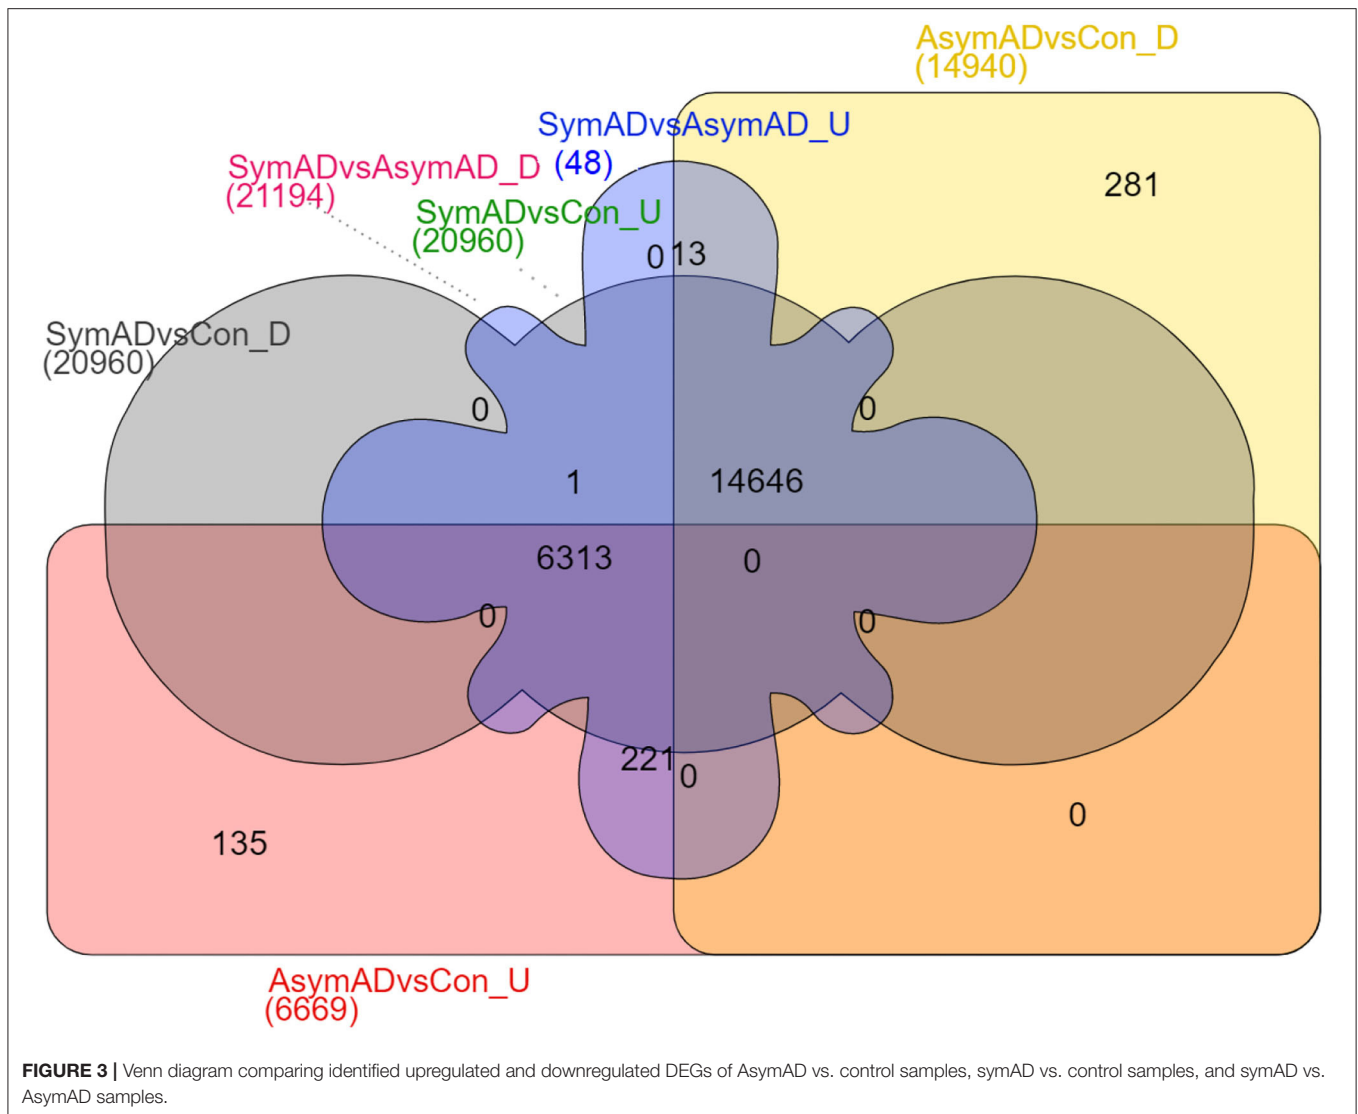 AsymADvsCon_D
(14940)
SymADvsAsymAD_U
(48)
SymADvsAsymAD_D
(21194)
SymADvsCon_U
(20960)
SymADvsCon_D
(20960)
281
0
13
0
0
1
14646
6313
0
0
0
221
0
135
0
AsymADvsCon_U
(6669)
FIGURE 3 | Venn diagram comparing identified upregulated and downregulated DEGs of AsymAD vs. control samples, symAD vs. control samples, and symAD vs.
AsymAD samples.